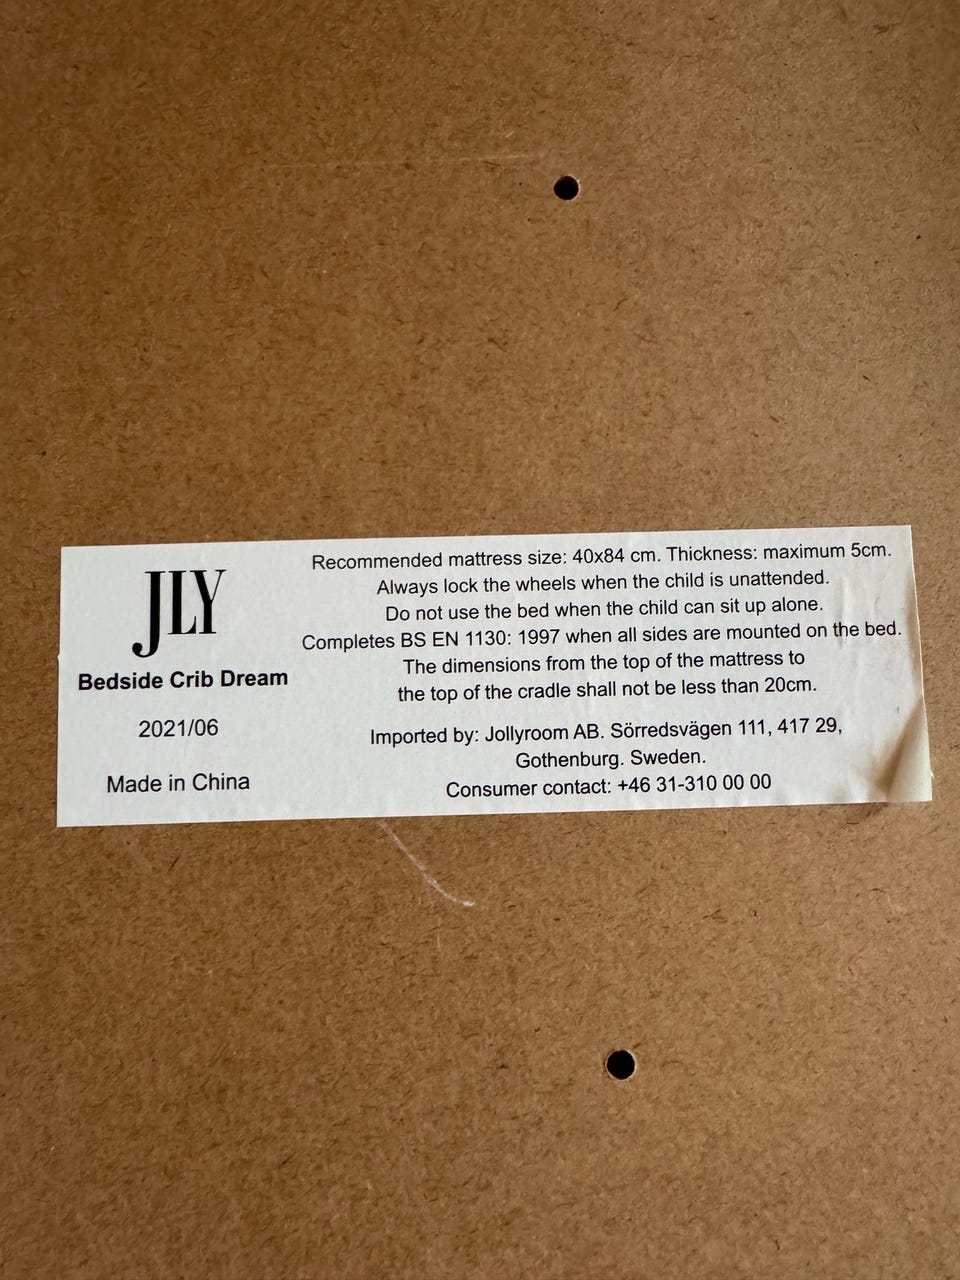 JLY
Bedside Crib Dream
2021/06
Made in China
Recommended mattress size: 40x84 cm. Thickness: maximum 5cm.
Always lock the wheels when the child is unattended.
Do not use the bed when the child can sit up alone.
Completes BS EN 1130: 1997 when all sides are mounted on the bed.
The dimensions from the top of the mattress to
the top of the cradle shall not be less than 20cm.
Imported by: Jollyroom AB. Sörredsvägen 111, 417 29,
Gothenburg. Sweden.
Consumer contact: +46 31-310 00 00